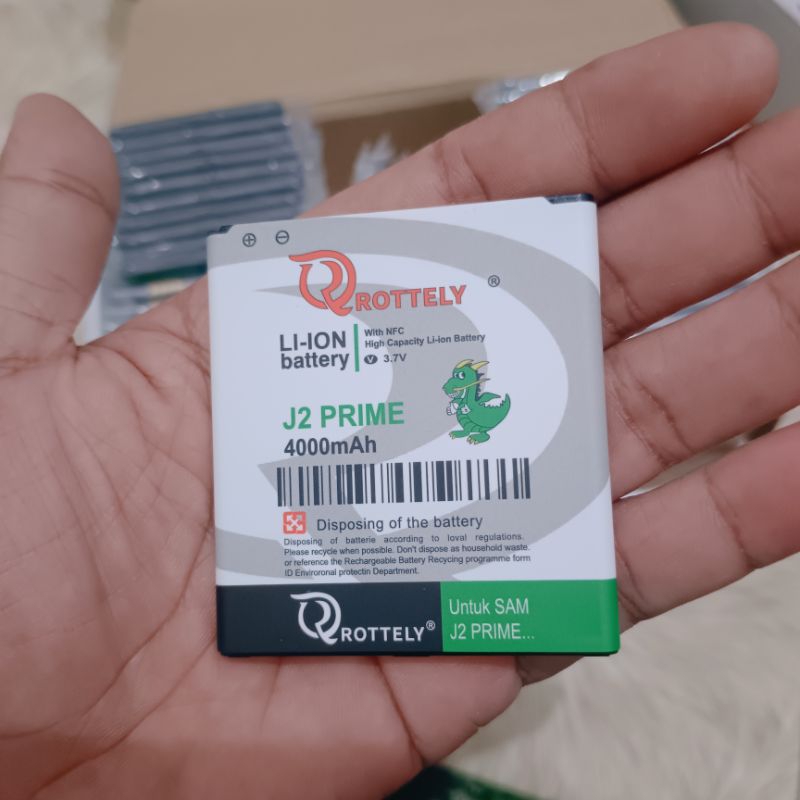 ⊕ ⊖
ROTTELY ®
LI-ION battery
With NFC
High Capacity Li-ion Battery
V 3.7V
J2 PRIME
4000mAh
Disposing of the battery
Disposing of batterie according to loval regulations.
Please recycle when possible. Don't dispose as household waste.
or reference the Rechargeable Battery Recycling programme form
ID Environal protectin Department.
ROTTELY®
Untuk SAM
J2 PRIME...